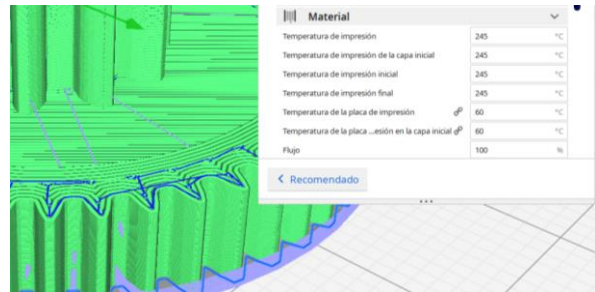 Material
Temperatura de impresión 245 °C
Temperatura de impresión de la capa inicial 245 °C
Temperatura de impresión inicial 245 °C
Temperatura de impresión final 245 °C
Temperatura de la placa de impresión 60 °C
Temperatura de la placa ...esión en la capa inicial 60 °C
Flujo 100 %
< Recomendado